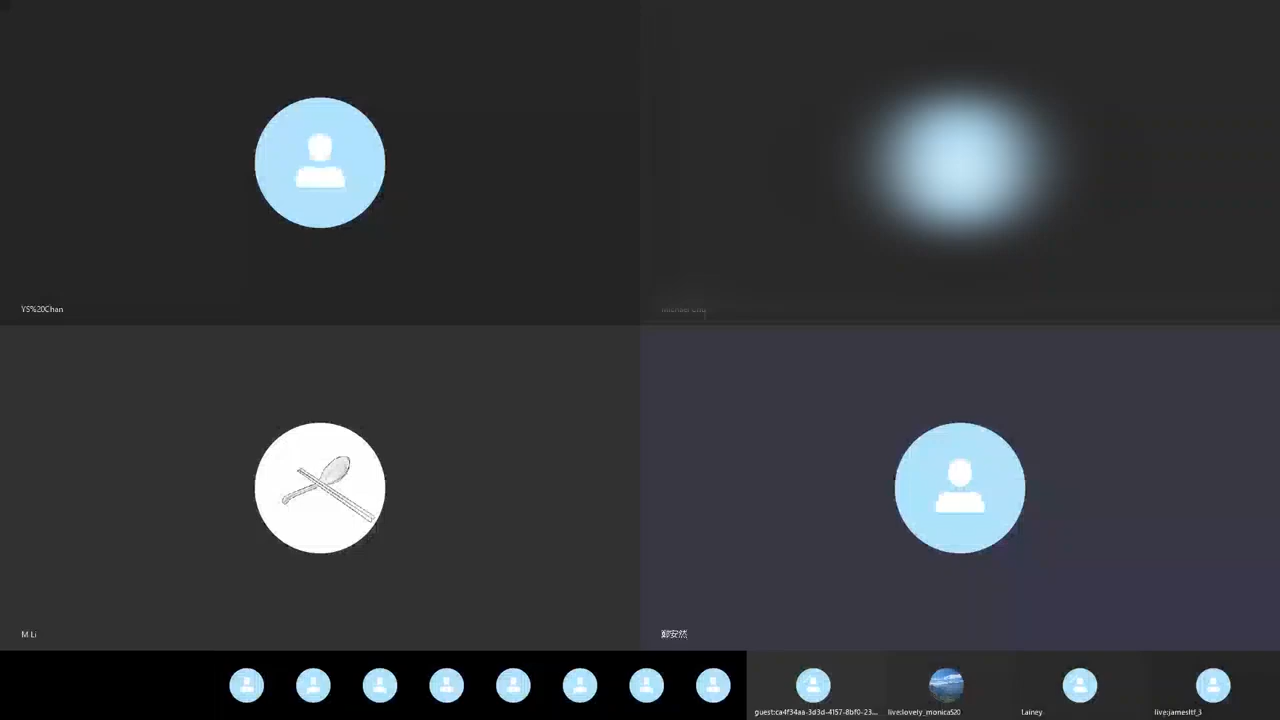 YS%20Chan
M Li
鄭安然
guest:ca4f34aa-3d3d-4157-8bf0-23...
live:lovely_monica520
Lainey
live:jamesltf_3